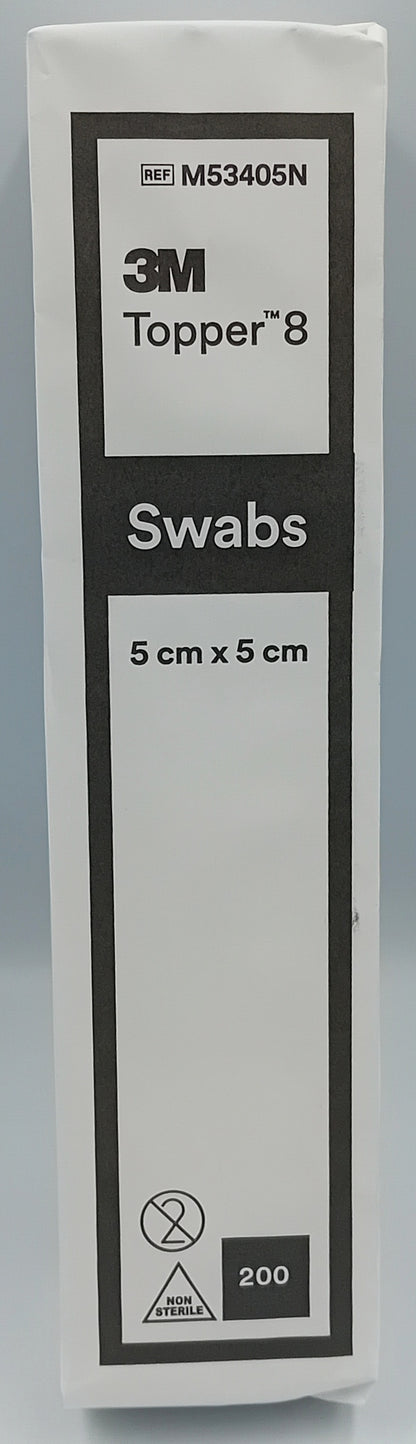 REF M53405N
3M
Topper™ 8
Swabs
5 cm x 5 cm
2
NON
STERILE
200